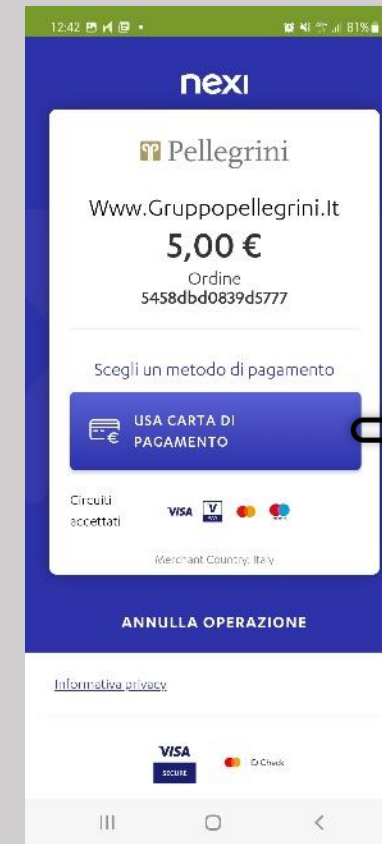 12:42
81%
nexi
Pellegrini
Www.Gruppopellegrini.It
5,00 €
Ordine
5458dbd0839d5777
Scegli un metodo di pagamento
USA CARTA DI
PAGAMENTO
Circuiti
accettati
VISA V PAY
Merchant Country: Italy
ANNULLA OPERAZIONE
Informativa privacy
VISA
SECURE
ID Check